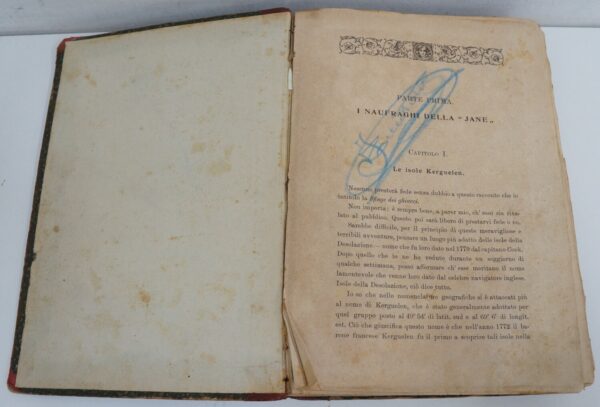 PARTE PRIMA.
I NAUFRAGHI DELLA "JANE„
CAPITOLO I.
Le isole Kerguelen.
Nessuno presterà fede senza dubbio a questo racconto che io
intitolo la Sfinge dei ghiacci.
Non importa: è sempre bene, a parer mio, ch' esso sia rila-
sciato al pubblico. Questo poi sarà libero di prestarvi fede o no.
Sarebbe difficile, per il principio di queste meravigliose e
terribili avventure, pensare un luogo più adatto delle isole della
Desolazione — nome che fu loro dato nel 1779 dal capitano Cook.
Dopo quello che io ne ho veduto durante un soggiorno di
qualche settimana, posso affermare ch' esse meritano il nome
lamentevole che venne loro dato dal celebre navigatore inglese.
Isole della Desolazione, ciò dice tutto.
Io so che nelle nomenclature geografiche si è attaccati più
al nome di Kerguelen, che è stato generalmente adottato per
quel gruppo posto al 49° 54' di latit. sud e al 69° 6' di longit.
est. Ciò che giustifica questo nome è che nell'anno 1772 il ba-
rone francese Kerguelen fu il primo a scoprire tali isole nella